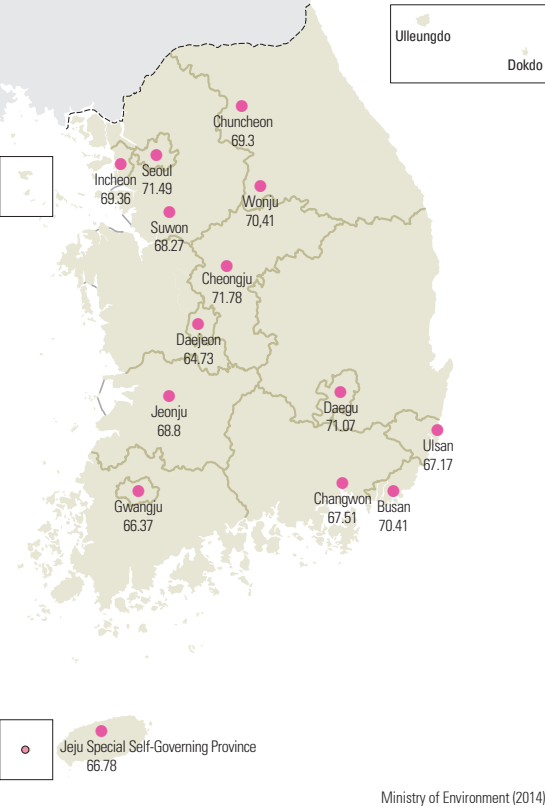 Ulleungdo
Dokdo
Chuncheon
69.3
Seoul
71.49
Incheon
69.36
Wonju
70,41
Suwon
68.27
Cheongju
71.78
Daejeon
64.73
Jeonju
68.8
Daegu
71.07
Ulsan
67.17
Gwangju
66.37
Changwon
67.51
Busan
70.41
Jeju Special Self-Governing Province
66.78
Ministry of Environment (2014)